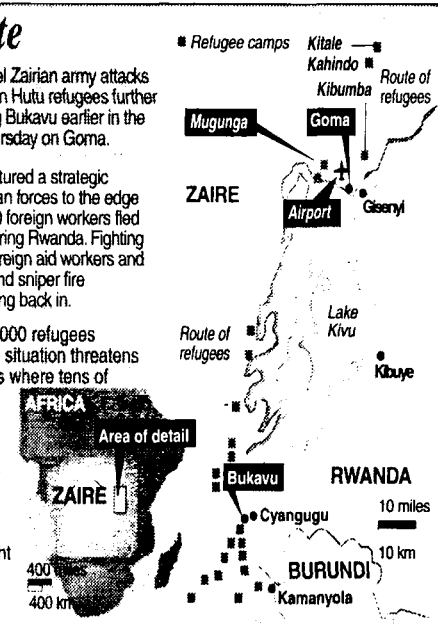 te
el Zairian army attacks
n Hutu refugees further
g Bukavu earlier in the
rsday on Goma.
tured a strategic
an forces to the edge
) foreign workers fled
ring Rwanda. Fighting
reign aid workers and
nd sniper fire
ng back in.
000 refugees
situation threatens
s where tens of
Refugee camps
Kitale
Kahindo
Kibumba
Route of
refugees
Mugunga
Goma
ZAIRE
Airport
Gisenyi
Lake
Kivu
Route of
refugees
Kibuye
AFRICA
Area of detail
ZAIRE
400 miles
400 km
Bukavu
RWANDA
Cyangugu
10 miles
10 km
BURUNDI
Kamanyola
nt